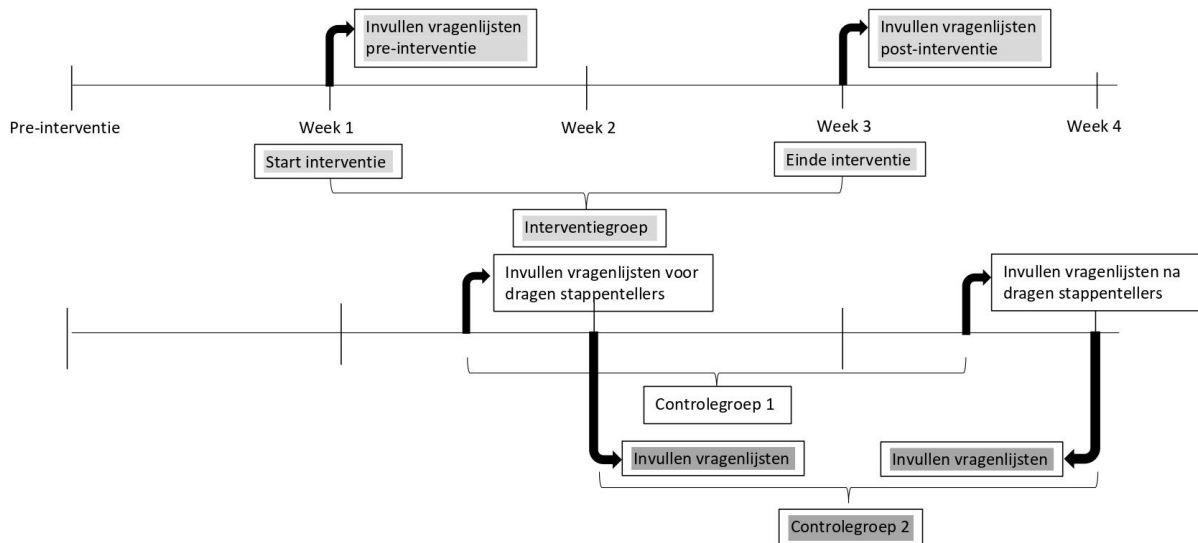 Invullen vragenlijsten
pre-interventie
Invullen vragenlijsten
post-interventie
Pre-interventie
Week 1
Week 2
Week 3
Week 4
Start interventie
Einde interventie
Interventiegroep
Invullen vragenlijsten voor
dragen stappentellers
Invullen vragenlijsten na
dragen stappentellers
Controlegroep 1
Invullen vragenlijsten
Invullen vragenlijsten
Controlegroep 2